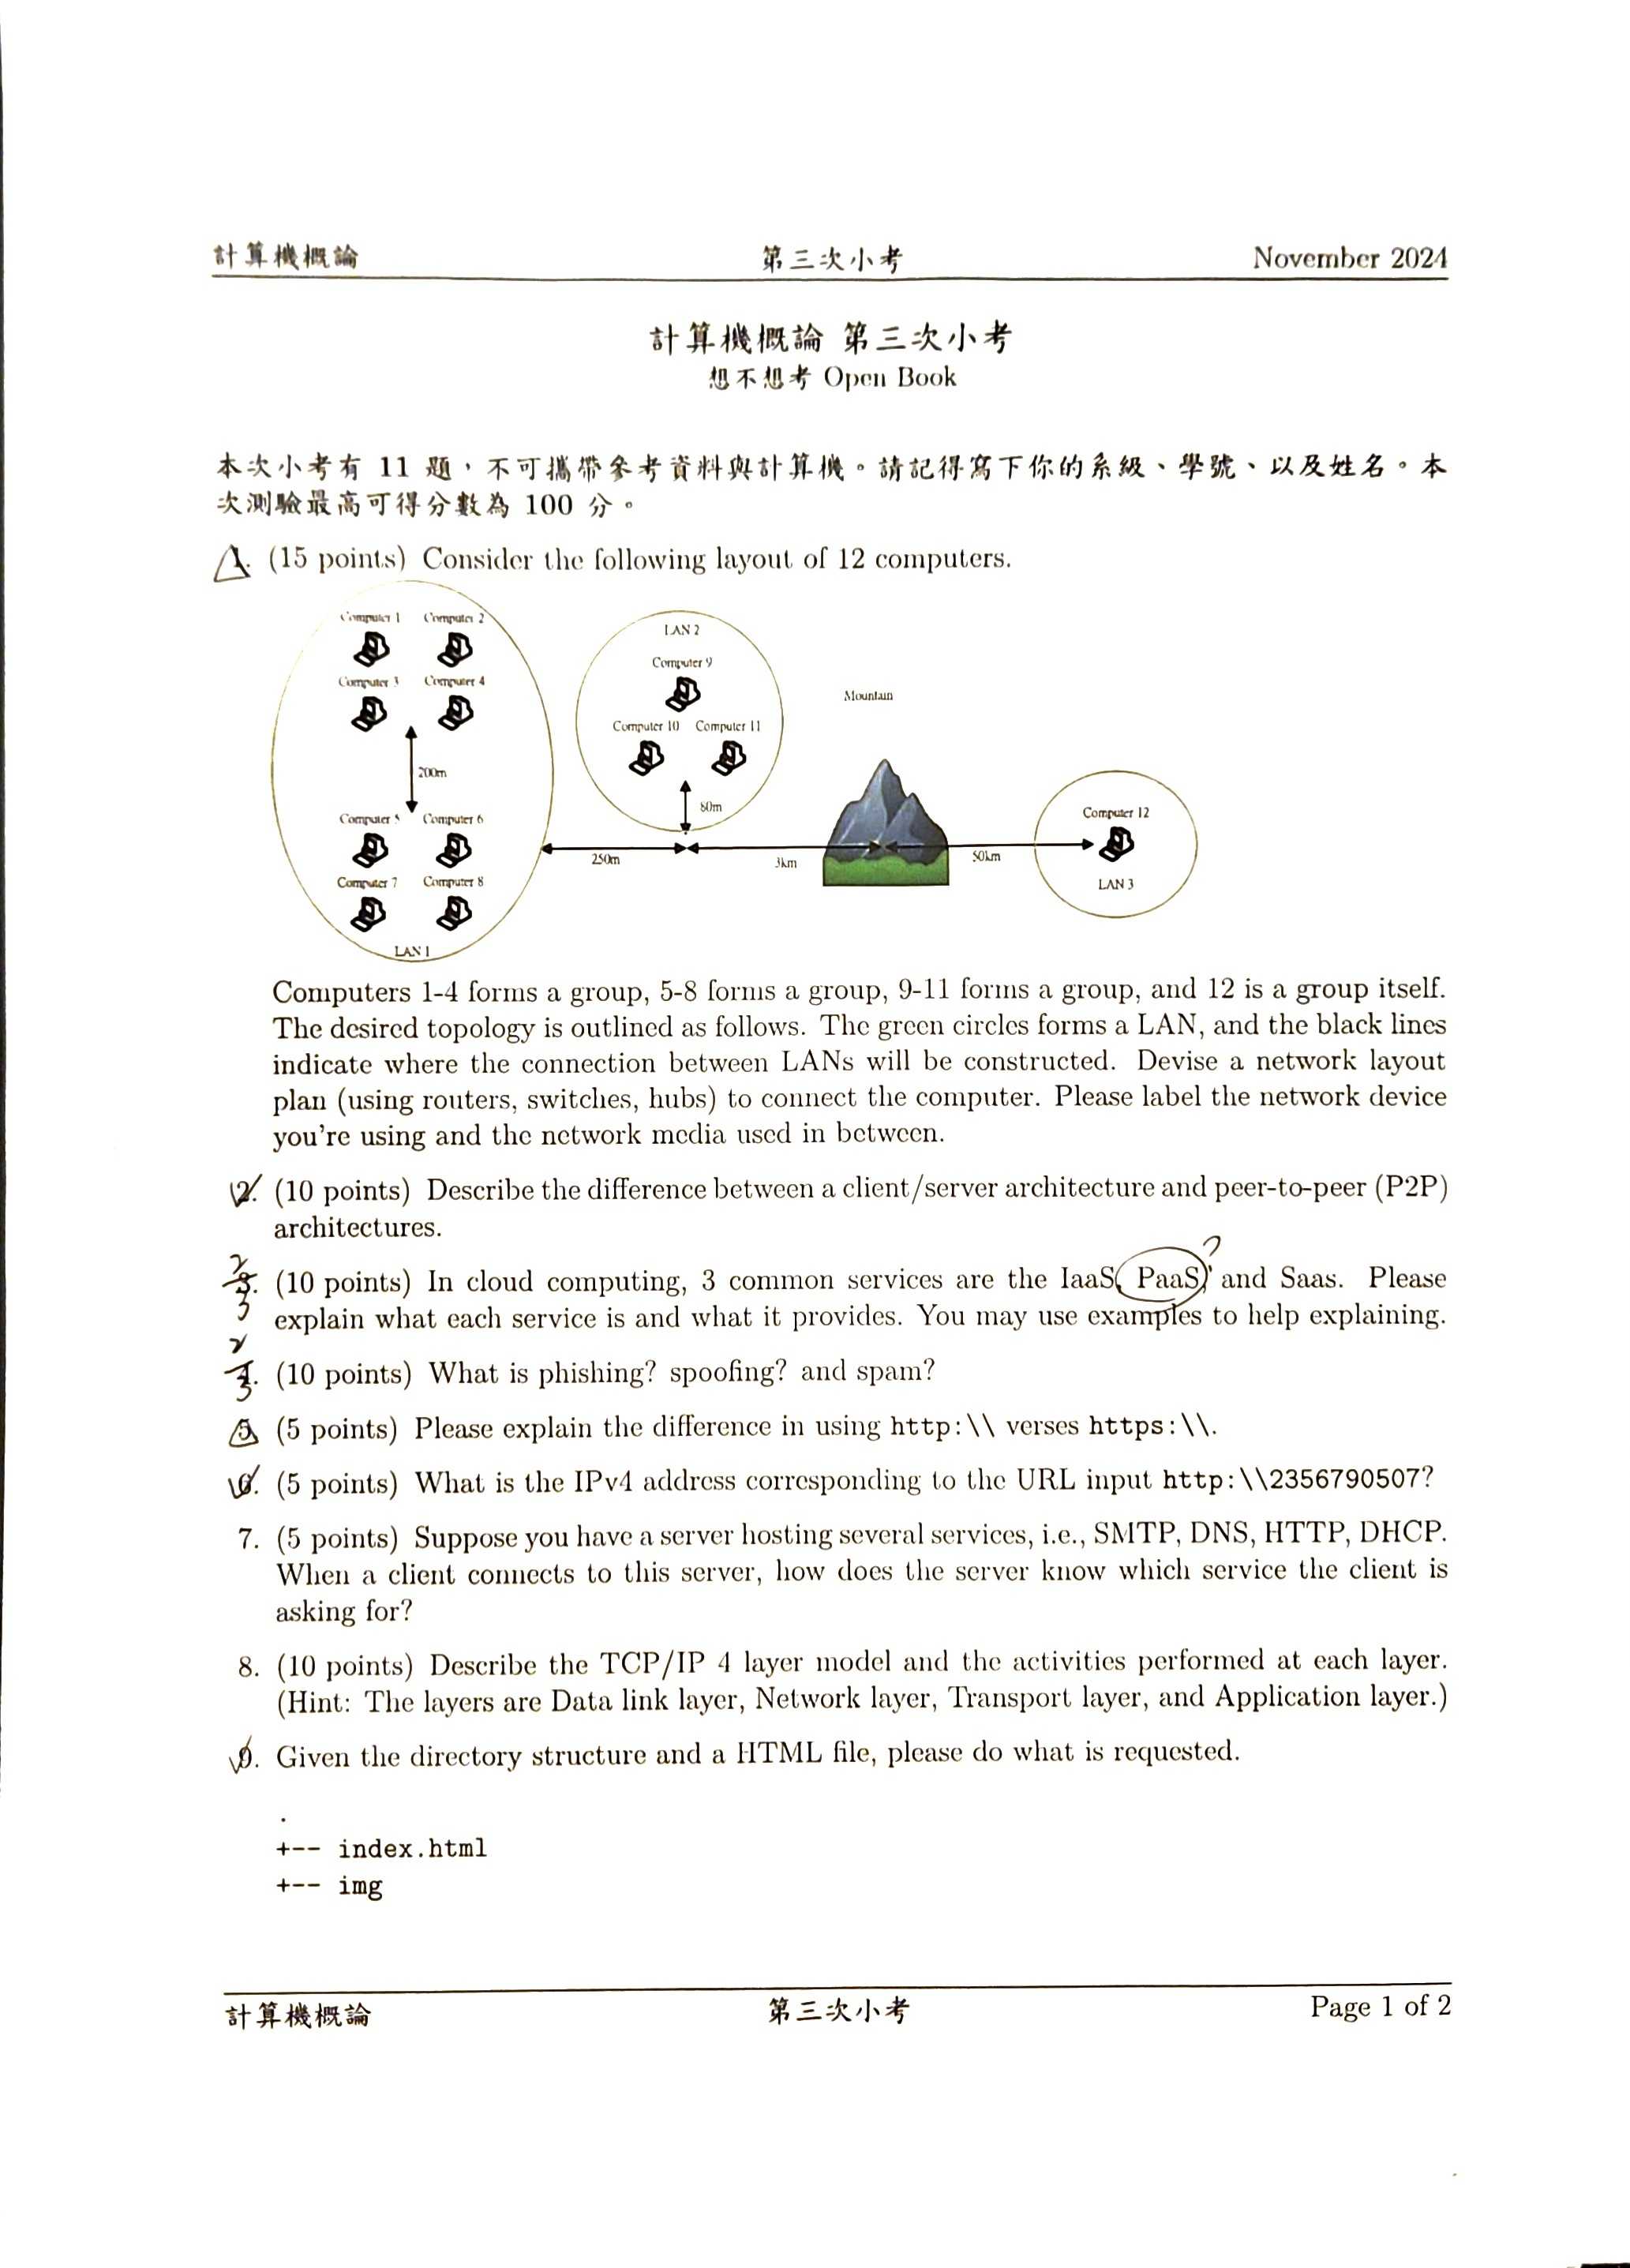 計算機概論 第三次小考 November 2024
計算機概論 第三次小考
想不想考 Open Book
本次小考有 11 題，不可攜帶參考資料與計算機。請記得寫下你的系級、學號、以及姓名。本
次測驗最高可得分數為 100 分。
1. (15 points) Consider the following layout of 12 computers.
Computer 1 Computer 2
Computer 3 Computer 4
200m
Computer 5 Computer 6
Computer 7 Computer 8
LAN 1
250m
LAN 2
Computer 9
Computer 10 Computer 11
80m
3km
Mountain
50km
Computer 12
LAN 3
Computers 1-4 forms a group, 5-8 forms a group, 9-11 forms a group, and 12 is a group itself.
The desired topology is outlined as follows. The green circles forms a LAN, and the black lines
indicate where the connection between LANs will be constructed. Devise a network layout
plan (using routers, switches, hubs) to connect the computer. Please label the network device
you're using and the network media used in between.
2. (10 points) Describe the difference between a client/server architecture and peer-to-peer (P2P)
architectures.
?
2
3. (10 points) In cloud computing, 3 common services are the IaaS, PaaS, and Saas. Please
3
explain what each service is and what it provides. You may use examples to help explaining.
2
4. (10 points) What is phishing? spoofing? and spam?
3
5. (5 points) Please explain the difference in using http:\\ verses https:\\.
6. (5 points) What is the IPv4 address corresponding to the URL input http:\\2356790507?
7. (5 points) Suppose you have a server hosting several services, i.e., SMTP, DNS, HTTP, DHCP.
When a client connects to this server, how does the server know which service the client is
asking for?
8. (10 points) Describe the TCP/IP 4 layer model and the activities performed at each layer.
(Hint: The layers are Data link layer, Network layer, Transport layer, and Application layer.)
9. Given the directory structure and a HTML file, please do what is requested.
.
+-- index.html
+-- img
計算機概論 第三次小考 Page 1 of 2